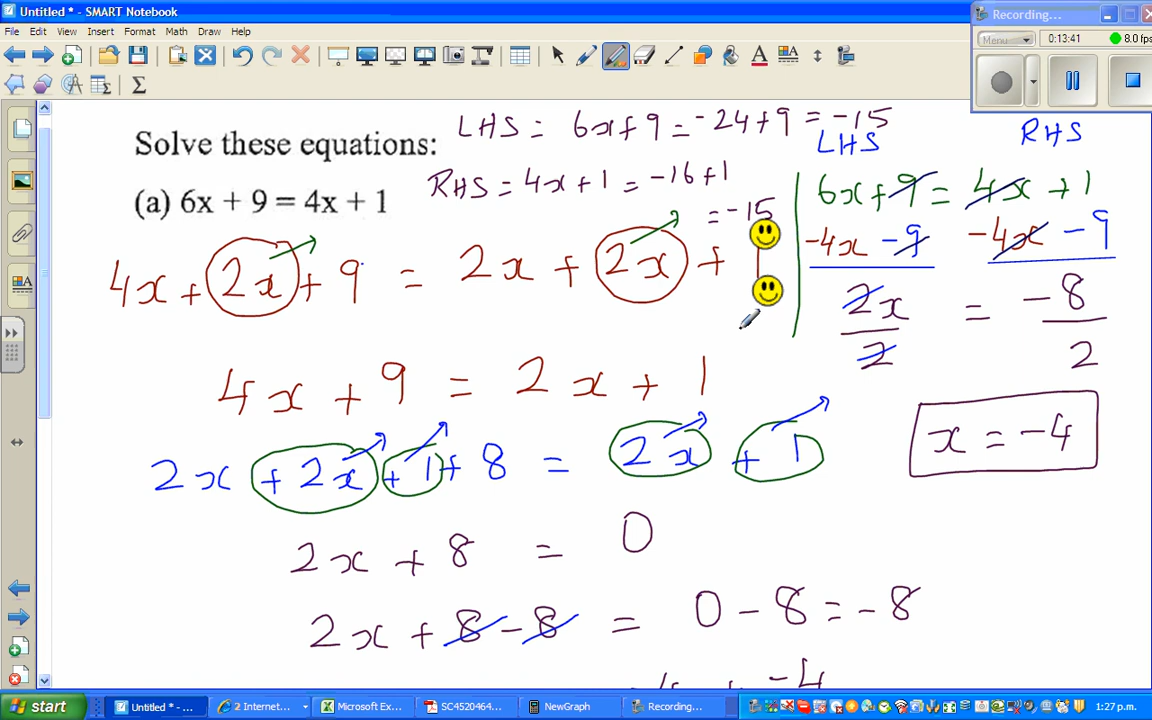 Untitled * - SMART Notebook
File Edit View Insert Format Math Draw Help
Recording...
Menu
0:13:41
8.0 fps
Solve these equations:
(a) 6x + 9 = 4x + 1
LHS = 6x+9 = -24+9 = -15
RHS = 4x+1 = -16+1
= -15
4x + 2x + 9 = 2x + 2x + 1
4x + 9 = 2x + 1
2x + 2x + 1 + 8 = 2x + 1
2x + 8 = 0
2x + 8 - 8 = 0 - 8 = -8
LHS RHS
6x+9 = 4x + 1
-4x -9 -4x -9
2x = -8
2 2
x = -4
start
Untitled * - ...
2 Internet...
Microsoft Ex...
SC4520464...
NewGraph
Recording...
1:27 p.m.